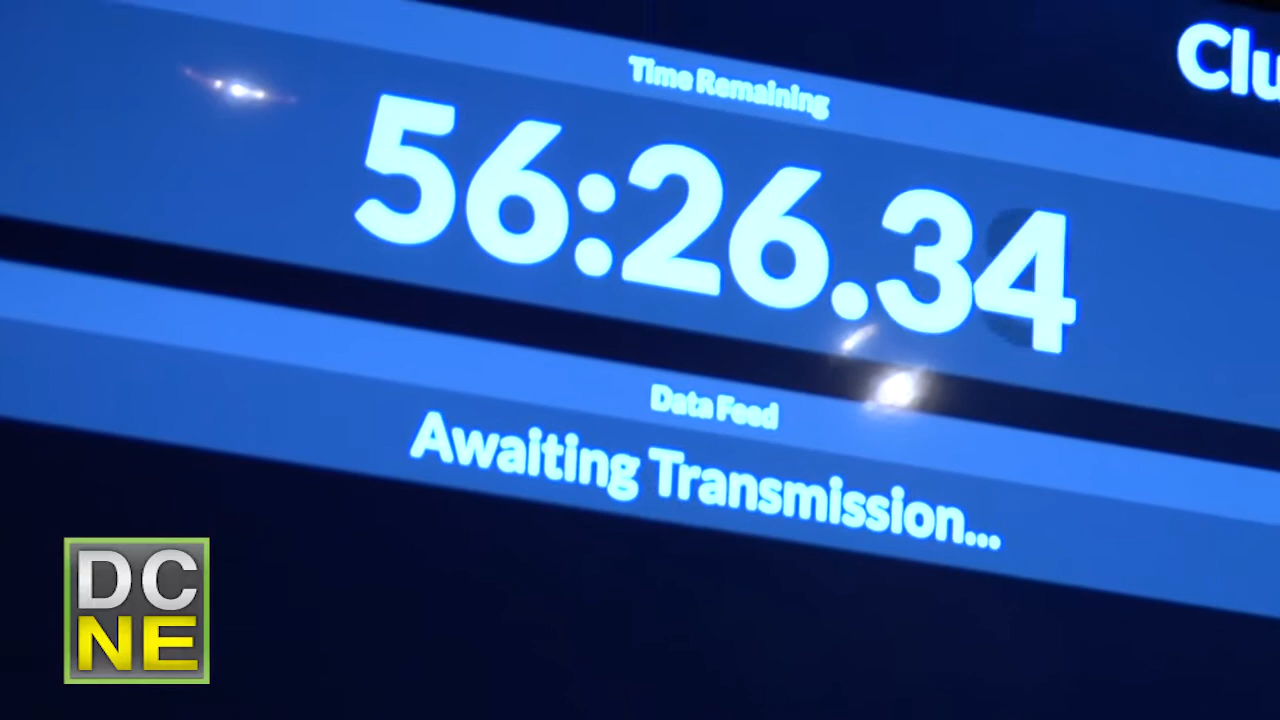 Time Remaining
56:26.34
Data Feed
Awaiting Transmission...
DC
NE